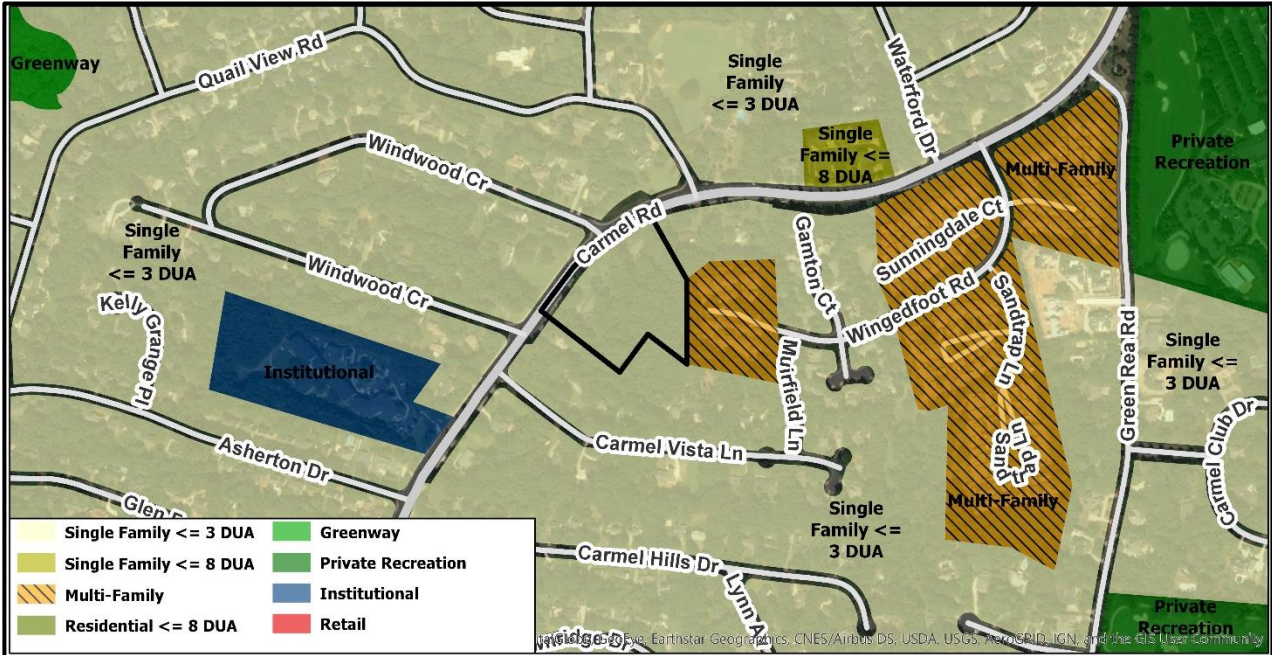 Greenway
Quail View Rd
Single
Family
<= 3 DUA
Waterford Dr
Single
Family <=
8 DUA
Private
Recreation
Multi-Family
Windwood Cr
Carmel Rd
Gamton Ct
Sunningdale Ct
Wingedfoot Rd
Sandtrap Ln
Single
Family
<= 3 DUA
Windwood Cr
Kelly Grange Pl
Institutional
Muirfield Ln
Green Rea Rd
Single
Family <=
3 DUA
Carmel Club Dr
Asherton Dr
Carmel Vista Ln
Sand
tr
Multi-Family
Single
Family <=
3 DUA
Glen
Carmel Hills Dr
Lynn
Private
Recreation
Single Family <= 3 DUA
Single Family <= 8 DUA
Multi-Family
Residential <= 8 DUA
Greenway
Private Recreation
Institutional
Retail
GeoEye, Earthstar Geographics, CNES/Airbus DS, USDA, USGS, AeroGRID, IGN, and the GIS User Community